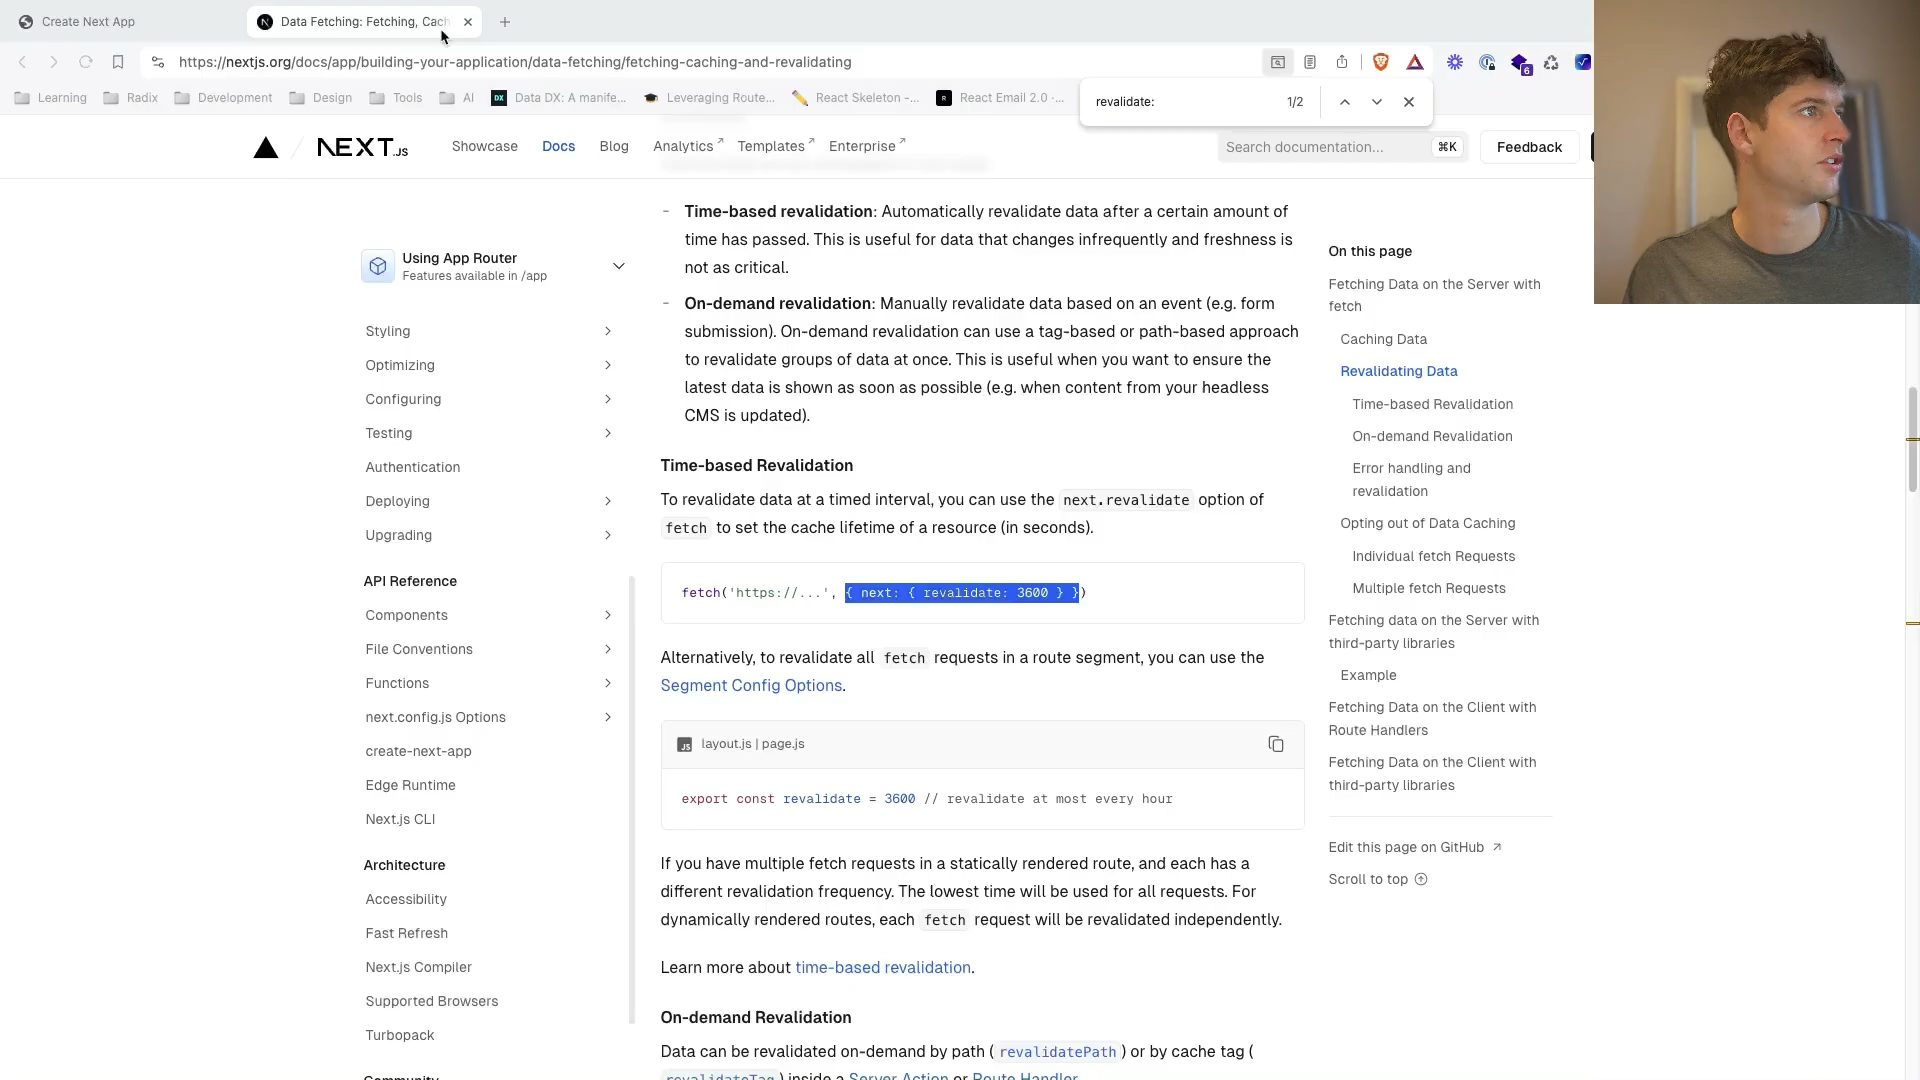 Create Next App
Data Fetching: Fetching, Cach
https://nextjs.org/docs/app/building-your-application/data-fetching/fetching-caching-and-revalidating
6
Learning
Radix
Development
Design
Tools
AI
DX
Data DX: A manife...
Leveraging Route...
React Skeleton -...
React Email 2.0 -...
revalidate:
1/2
NEXT.JS
Showcase
Docs
Blog
Analytics
Templates
Enterprise
Search documentation...
⌘K
Feedback
Using App Router
Features available in /app
Styling
Optimizing
Configuring
Testing
Authentication
Deploying
Upgrading
API Reference
Components
File Conventions
Functions
next.config.js Options
create-next-app
Edge Runtime
Next.js CLI
Architecture
Accessibility
Fast Refresh
Next.js Compiler
Supported Browsers
Turbopack
Community
- Time-based revalidation: Automatically revalidate data after a certain amount of
time has passed. This is useful for data that changes infrequently and freshness is
not as critical.
- On-demand revalidation: Manually revalidate data based on an event (e.g. form
submission). On-demand revalidation can use a tag-based or path-based approach
to revalidate groups of data at once. This is useful when you want to ensure the
latest data is shown as soon as possible (e.g. when content from your headless
CMS is updated).
Time-based Revalidation
To revalidate data at a timed interval, you can use the next.revalidate option of
fetch to set the cache lifetime of a resource (in seconds).
fetch('https://...', { next: { revalidate: 3600 } })
Alternatively, to revalidate all fetch requests in a route segment, you can use the
Segment Config Options.
JS layout.js | page.js
export const revalidate = 3600 // revalidate at most every hour
If you have multiple fetch requests in a statically rendered route, and each has a
different revalidation frequency. The lowest time will be used for all requests. For
dynamically rendered routes, each fetch request will be revalidated independently.
Learn more about time-based revalidation.
On-demand Revalidation
Data can be revalidated on-demand by path ( revalidatePath ) or by cache tag (
revalidateTag ) inside a Server Action or Route Handler.
On this page
Fetching Data on the Server with
fetch
Caching Data
Revalidating Data
Time-based Revalidation
On-demand Revalidation
Error handling and
revalidation
Opting out of Data Caching
Individual fetch Requests
Multiple fetch Requests
Fetching data on the Server with
third-party libraries
Example
Fetching Data on the Client with
Route Handlers
Fetching Data on the Client with
third-party libraries
Edit this page on GitHub
Scroll to top